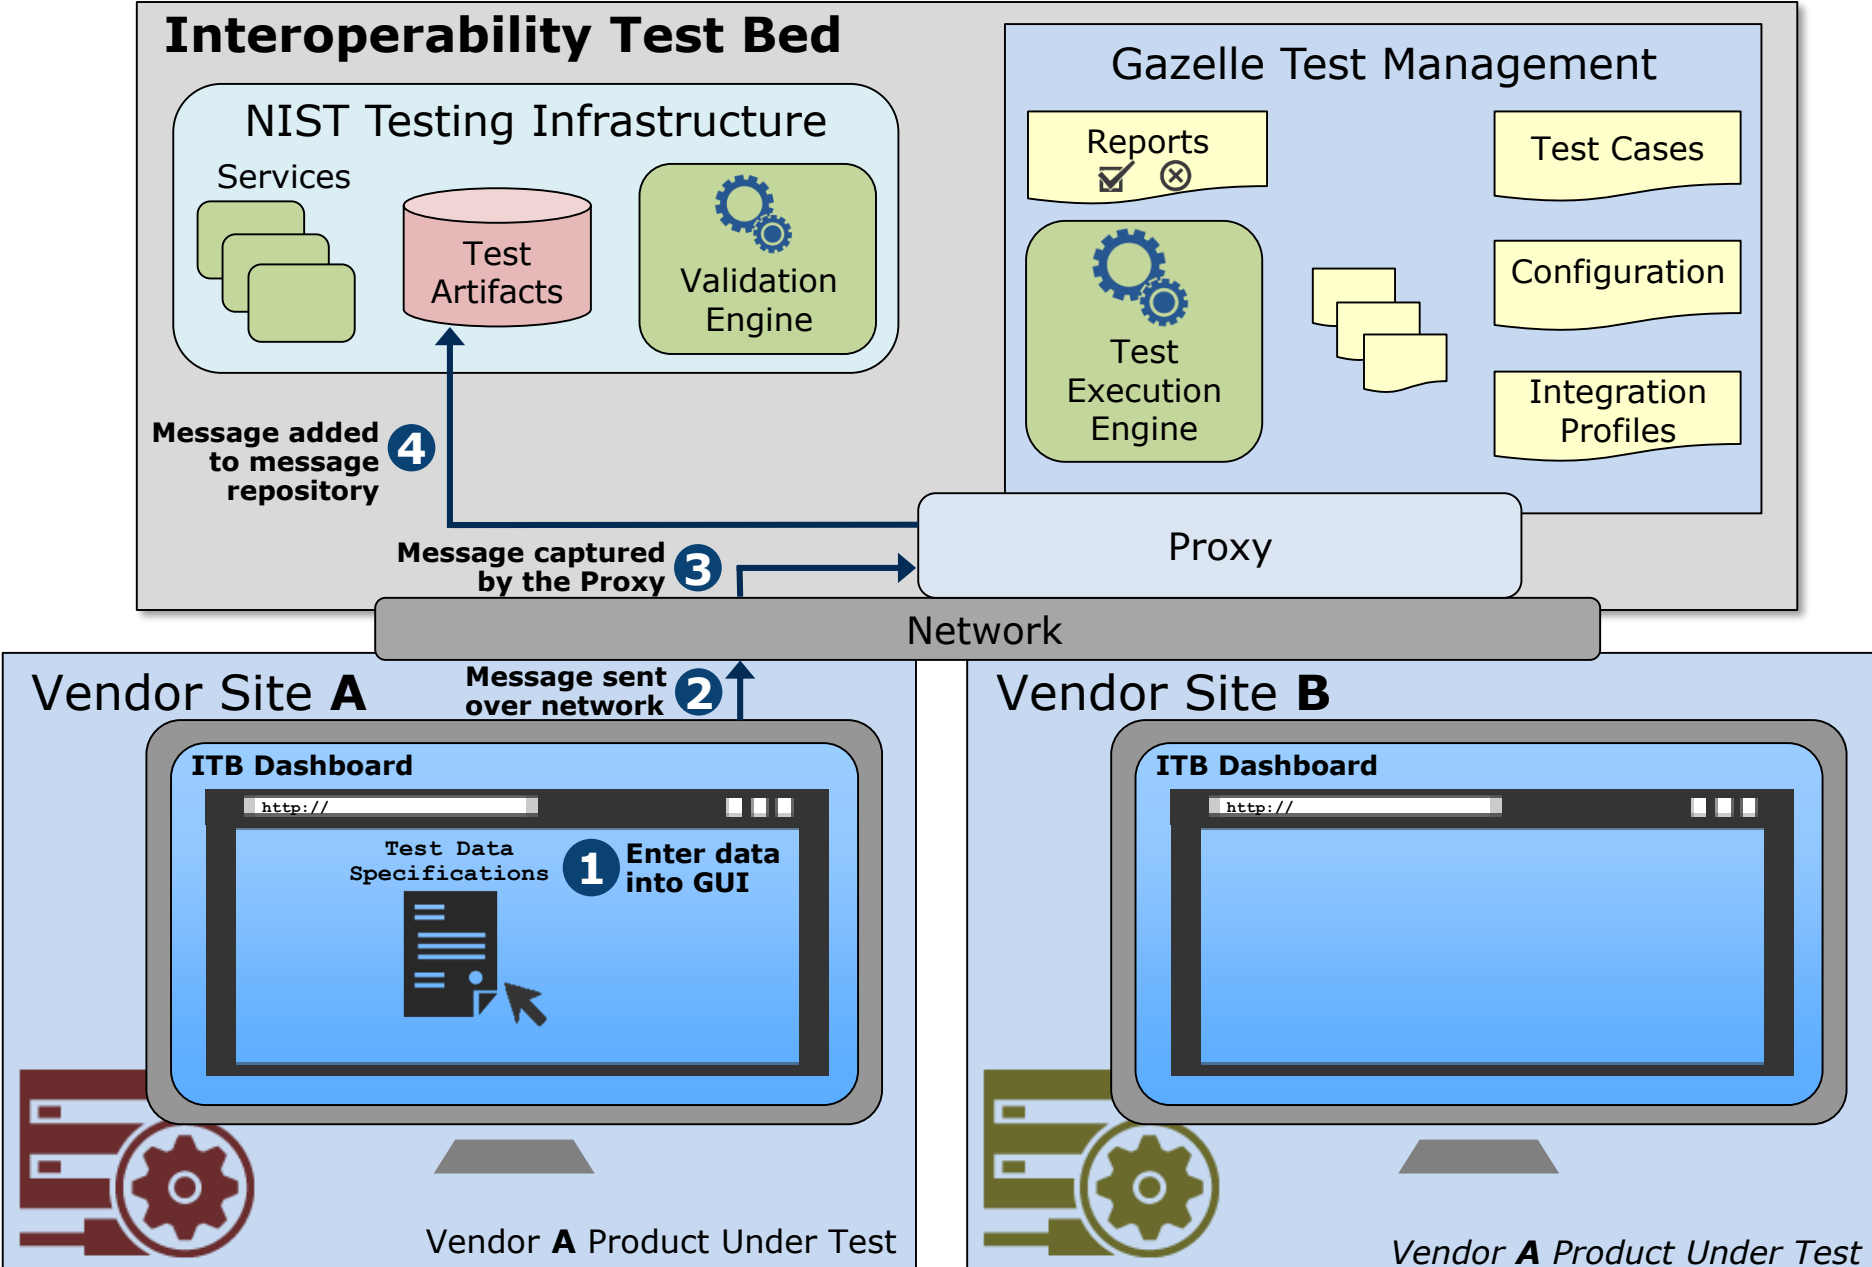 Interoperability Test Bed
NIST Testing Infrastructure
Services
Test
Artifacts
Validation
Engine
Gazelle Test Management
Reports
Test Cases
Configuration
Integration
Profiles
Test
Execution
Engine
Message added
to message
repository
4
Proxy
Message captured
by the Proxy
3
Network
Vendor Site A
Message sent
over network
2
ITB Dashboard
http://
Test Data
Specifications
1
Enter data
into GUI
Vendor A Product Under Test
Vendor Site B
ITB Dashboard
http://
Vendor A Product Under Test